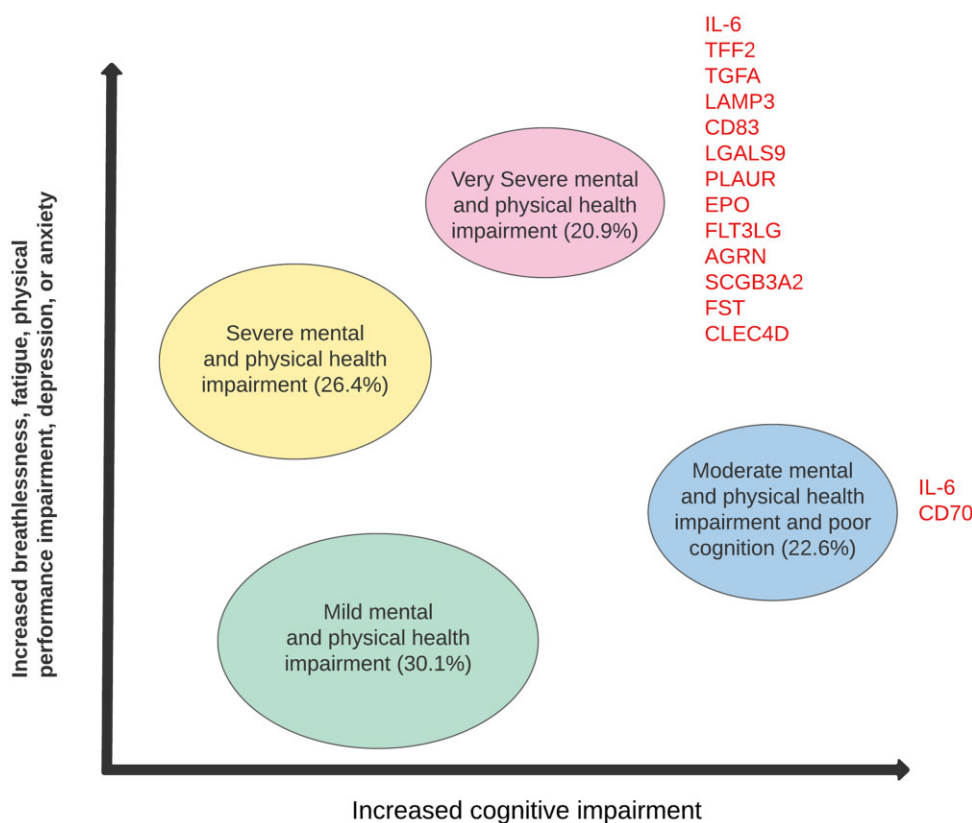 Increased breathlessness, fatigue, physical
performance impairment, depression, or anxiety
IL-6
TFF2
TGFA
LAMP3
CD83
LGALS9
PLAUR
EPO
FLT3LG
AGRN
SCGB3A2
FST
CLEC4D
Very Severe mental
and physical health
impairment (20.9%)
Severe mental
and physical health
impairment (26.4%)
Moderate mental
and physical health
impairment and poor
cognition (22.6%)
IL-6
CD70
Mild mental
and physical health
impairment (30.1%)
Increased cognitive impairment